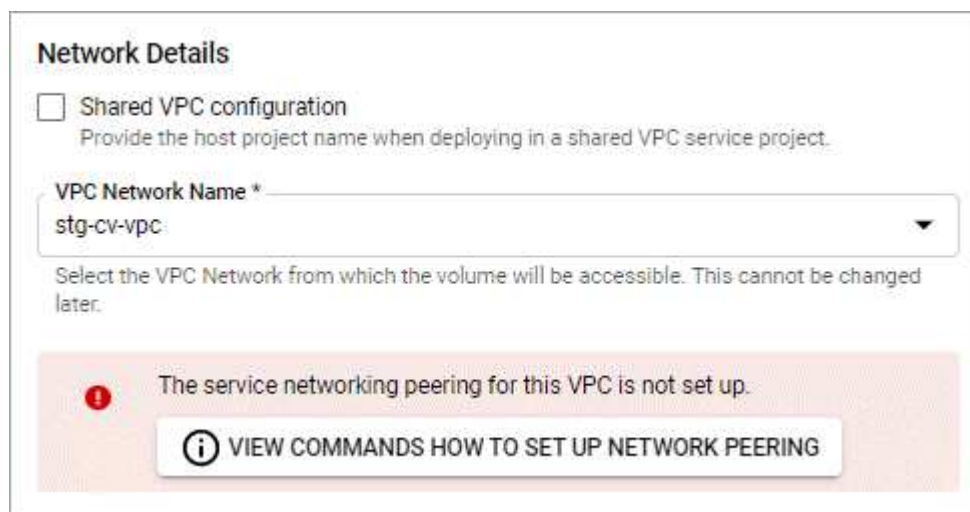 Network Details
Shared VPC configuration
Provide the host project name when deploying in a shared VPC service project.
VPC Network Name *
stg-cv-vpc
Select the VPC Network from which the volume will be accessible. This cannot be changed
later.
The service networking peering for this VPC is not set up.
VIEW COMMANDS HOW TO SET UP NETWORK PEERING